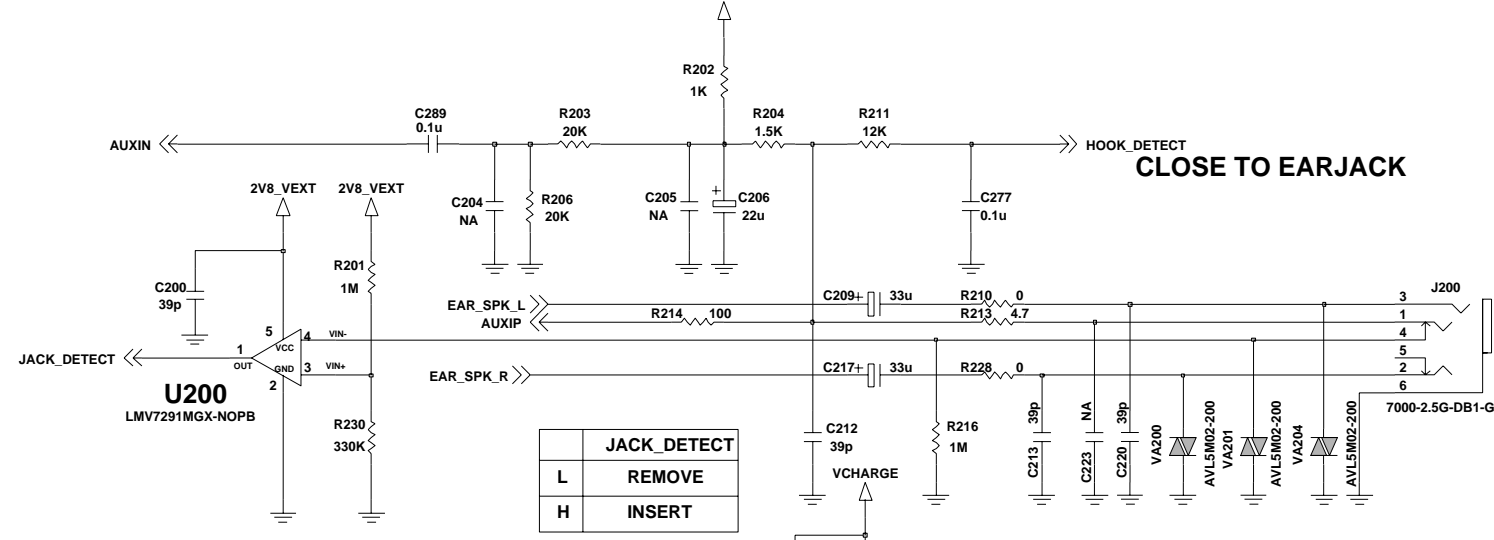 R202
1K
C289
0.1u
R203
20K
R204
1.5K
R211
12K
AUXIN
HOOK_DETECT
CLOSE TO EARJACK
2V8_VEXT
2V8_VEXT
C204
NA
R206
20K
C205
NA
+
C206
22u
C277
0.1u
R201
1M
C200
39p
EAR_SPK_L
C209+
33u
R210
0
3
J200
AUXIP
R214
100
R213
4.7
1
5
4
VIN-
4
VCC
JACK_DETECT
1
OUT
GND
3
VIN+
5
2
EAR_SPK_R
C217+
33u
R228
0
2
6
U200
LMV7291MGX-NOPB
7000-2.5G-DB1-G
R230
330K
C212
39p
R216
1M
39p
C213
NA
C223
39p
C220
VA200
AVL5M02-200
VA201
AVL5M02-200
VA204
AVL5M02-200
JACK_DETECT
L REMOVE
H INSERT
VCHARGE